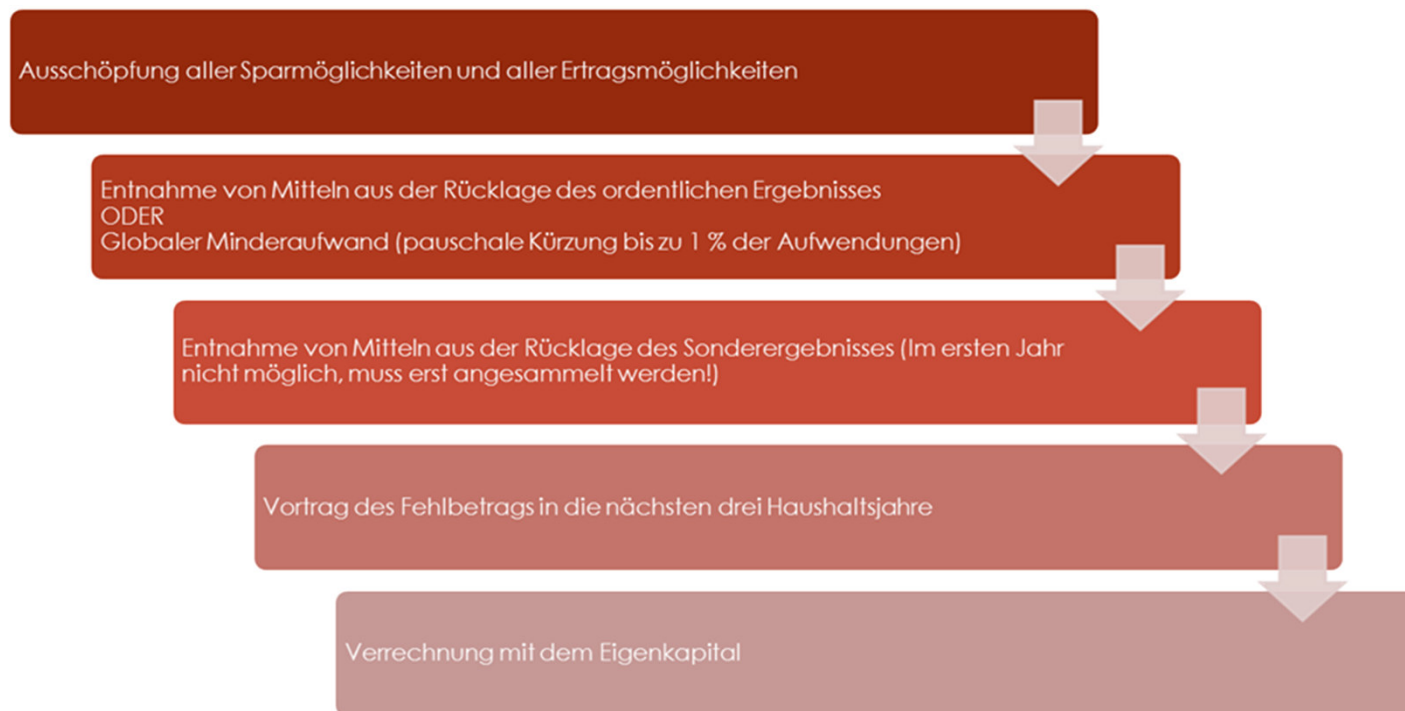 Ausschöpfung aller Sparmöglichkeiten und aller Ertragsmöglichkeiten
Entnahme von Mitteln aus der Rücklage des ordentlichen Ergebnisses
ODER
Globaler Minderaufwand (pauschale Kürzung bis zu 1 % der Aufwendungen)
Entnahme von Mitteln aus der Rücklage des Sonderergebnisses (Im ersten Jahr
nicht möglich, muss erst angesammelt werden!)
Vortrag des Fehlbetrags in die nächsten drei Haushaltsjahre
Verrechnung mit dem Eigenkapital